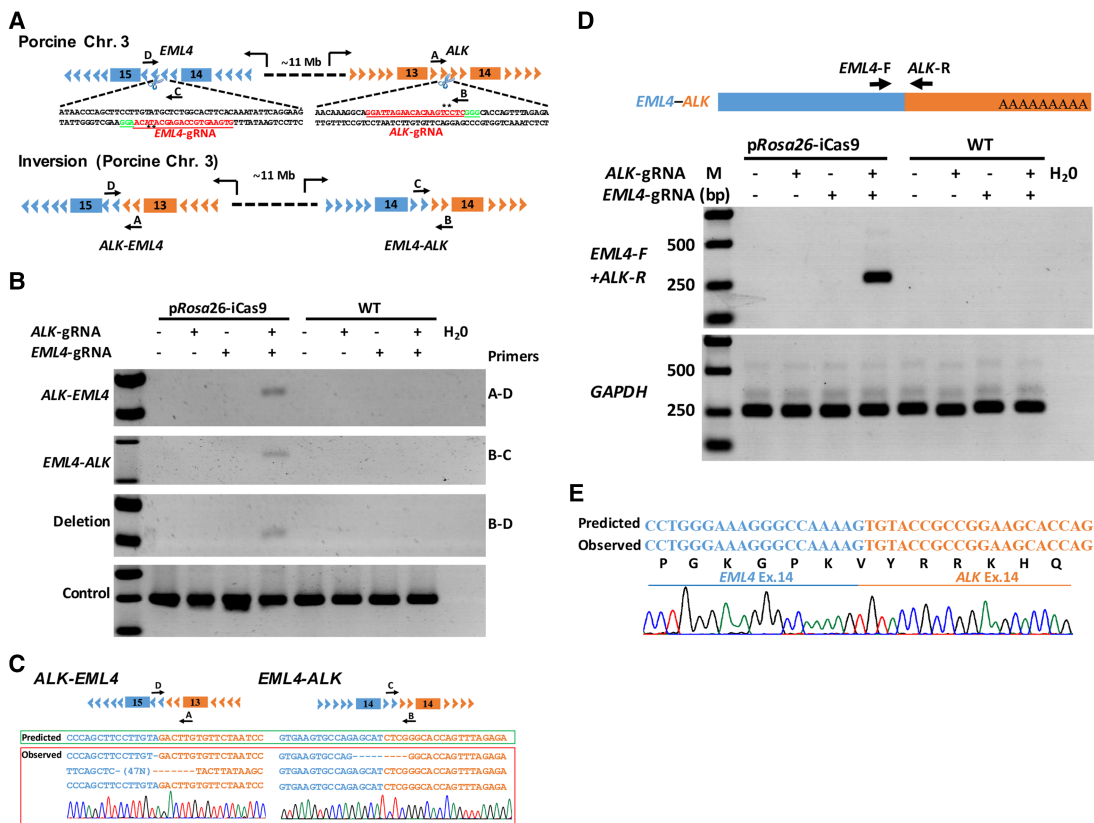 A
Porcine Chr. 3
EML4
ALK
D
A
~11 Mb
15
14
13
14
C
B
ATAACCCAGCTTCCTTGTATGCTCTGGCACTTCACAAATATTCAGGAAG
TATTGGGTCGAAGGAACATACGAGACCGTGAAGTGTTTATAAGTCCTTC
EML4-gRNA
**
AACAAAGGCAGGATTAGAACACAAGTCCTCGGGGCACCAGTTTAGAGA
TTGTTTCCGTCCTAATCTTGTGTTCAGGAGCCCGTGGTCAAATCTCT
ALK-gRNA
Inversion (Porcine Chr. 3)
D
C
~11 Mb
15
13
14
14
A
B
ALK-EML4
EML4-ALK
B
pRosa26-iCas9
WT
ALK-gRNA - + - + - + - + H20
EML4-gRNA - - + + - - + +
Primers
ALK-EML4
A-D
EML4-ALK
B-C
Deletion
B-D
Control
C
ALK-EML4
EML4-ALK
D
C
15
13
14
14
A
B
Predicted CCCAGCTTCCTTGTAGACTTGTGTTCTAATCC GTGAAGTGCCAGAGCATCTCGGGCACCAGTTTAGAGA
Observed CCCAGCTTCCTTGT-GACTTGTGTTCTAATCC GTGAAGTGCCAG--------GGCACCAGTTTAGAGA
TTCAGCTC-(47N)-------TACTTATAAGC GTGAAGTGCCAGAGCATCTCGGGCACCAGTTTAGAGA
CCCAGCTTCCTTGTAGACTTGTGTTCTAATCC GTGAAGTGCCAGAGCATCTCGGGCACCAGTTTAGAGA
D
EML4-F
ALK-R
EML4–ALK
AAAAAAAAA
pRosa26-iCas9
WT
ALK-gRNA M - + - + - + - + H20
EML4-gRNA (bp) - - + + - - + +
500
EML4-F
+ALK-R
250
500
GAPDH
250
E
Predicted CCTGGGAAAGGGCCAAAAGTGTACCGCCGGAAGCACCAG
Observed CCTGGGAAAGGGCCAAAAGTGTACCGCCGGAAGCACCAG
P G K G P K V Y R R K H Q
EML4 Ex.14
ALK Ex.14